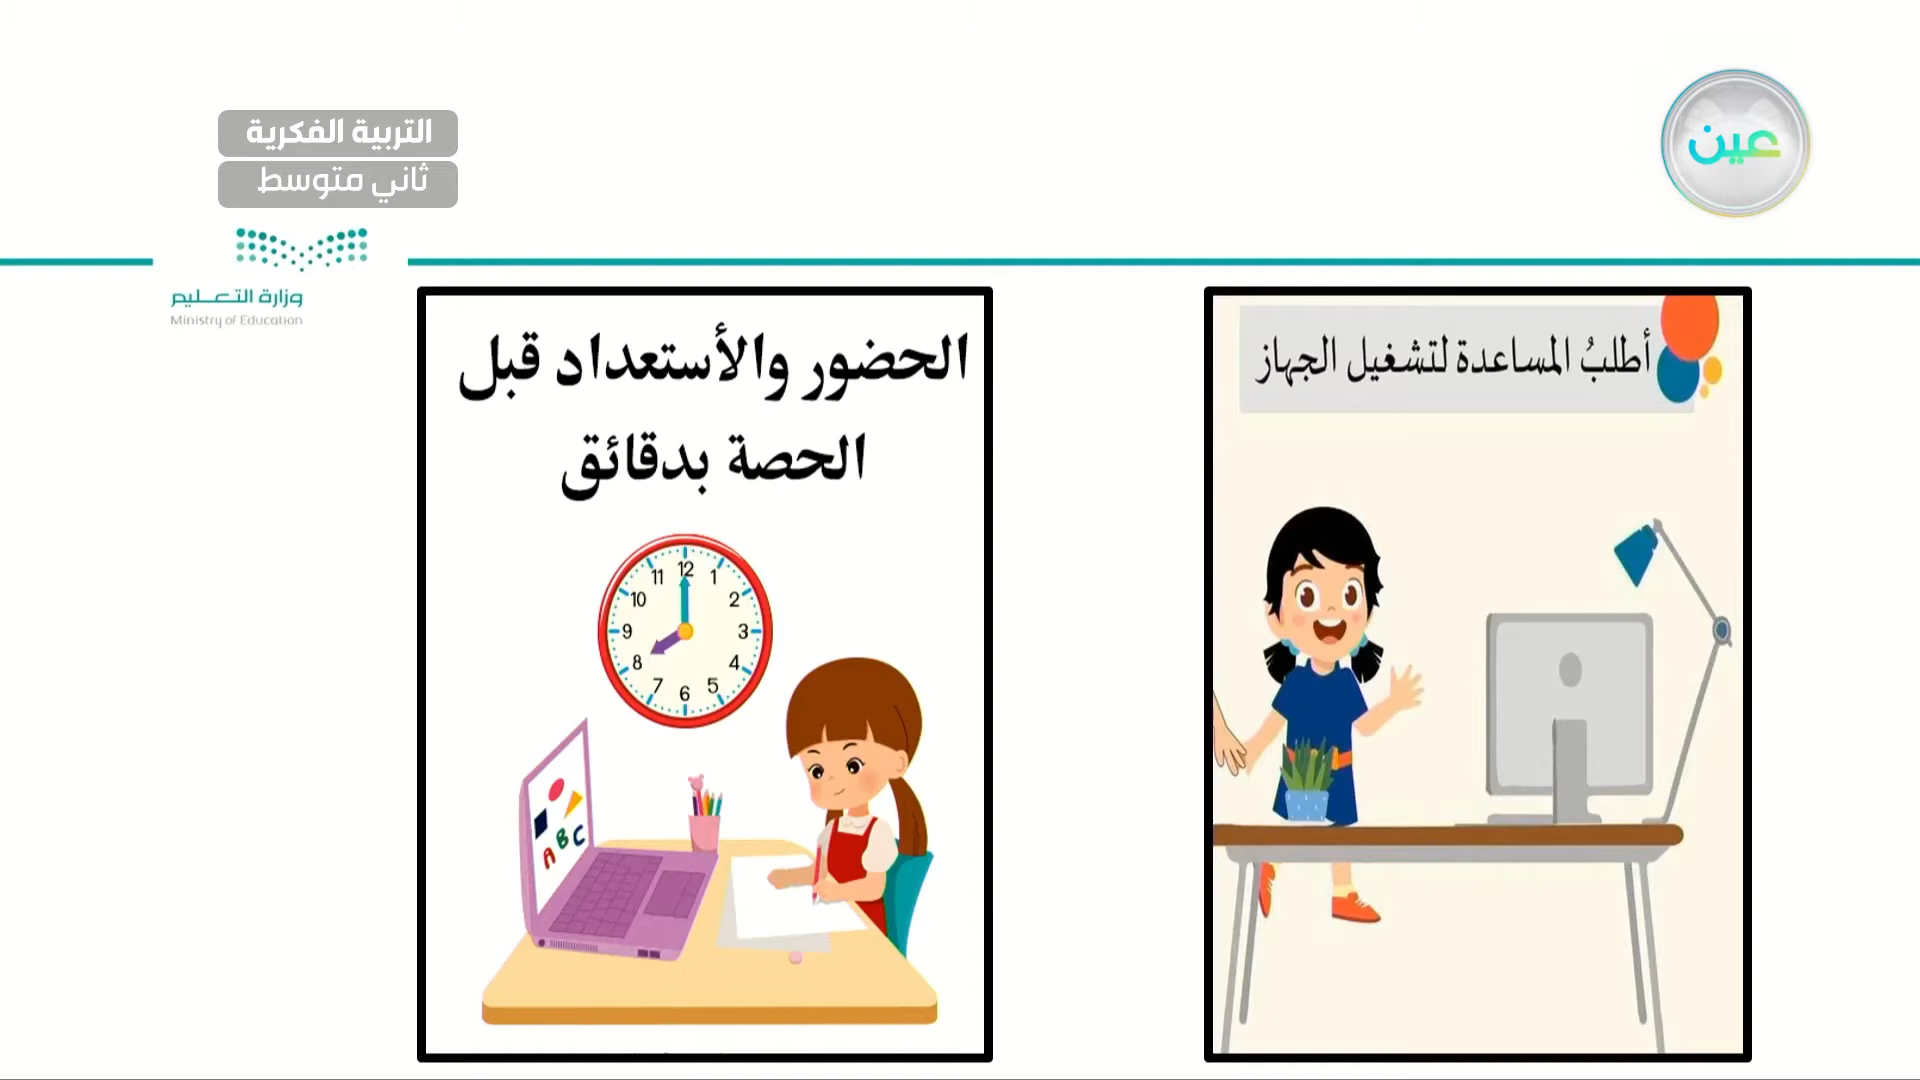 عين
التربية الفكرية
ثاني متوسط
وزارة التعليم
Ministry of Education
أطلبُ المساعدة لتشغيل الجهاز
الحضور والأستعداد قبل
الحصة بدقائق
12
1
2
3
4
5
6
7
8
9
10
11
ABC